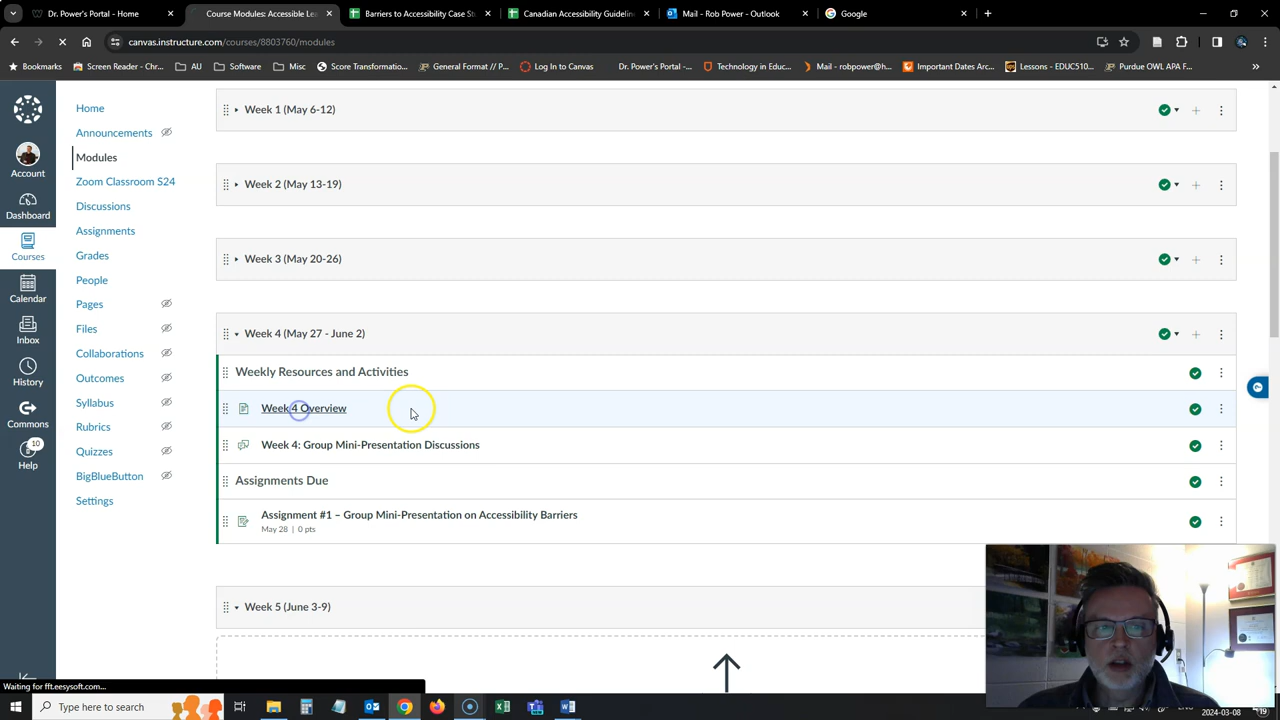 Dr. Power's Portal - Home
Course Modules: Accessible Le
Barriers to Accessibility Case St
Canadian Accessibility Guideline
Mail - Rob Power - Outlook
Google
canvas.instructure.com/courses/8803760/modules
Bookmarks
Screen Reader - Chr...
AU
Software
Misc
Score Transformatio...
General Format // P...
Log In to Canvas
Dr. Power's Portal -...
Technology in Educ...
Mail - robpower@h...
Important Dates Arc...
Lessons - EDUC510...
Purdue OWL APA F...
Account
Dashboard
Courses
Calendar
Inbox
History
Commons
10
Help
Home
Announcements
Modules
Zoom Classroom S24
Discussions
Assignments
Grades
People
Pages
Files
Collaborations
Outcomes
Syllabus
Rubrics
Quizzes
BigBlueButton
Settings
Week 1 (May 6-12)
Week 2 (May 13-19)
Week 3 (May 20-26)
Week 4 (May 27 - June 2)
Weekly Resources and Activities
Week 4 Overview
Week 4: Group Mini-Presentation Discussions
Assignments Due
Assignment #1 – Group Mini-Presentation on Accessibility Barriers
May 28 | 0 pts
Week 5 (June 3-9)
Waiting for fft.eesysoft.com...
Type here to search
2024-03-08
19